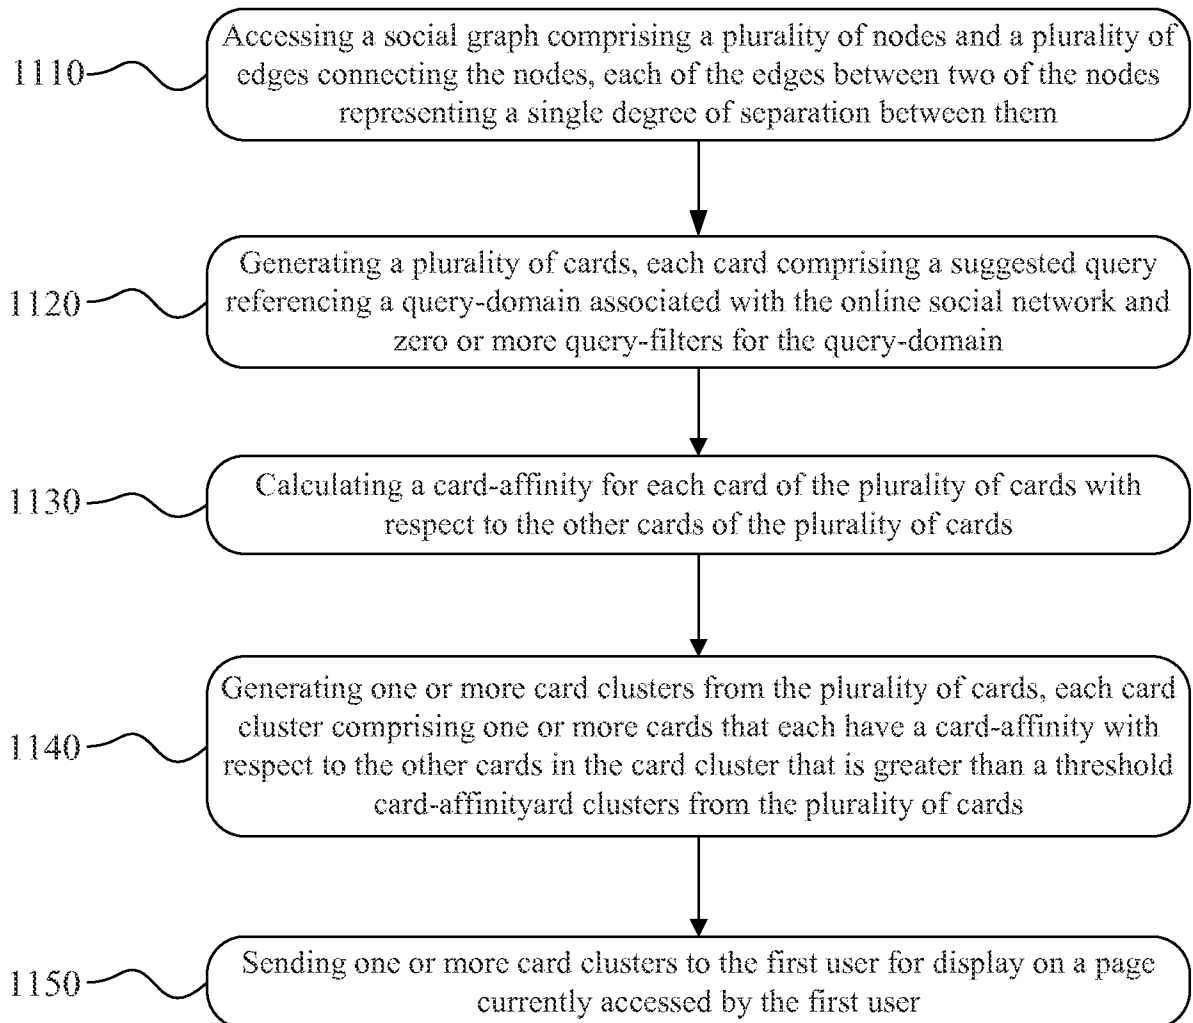 Accessing a social graph comprising a plurality of nodes and a plurality of
1110
edges connecting the nodes, each of the edges between two of the nodes
representing a single degree of separation between them
Generating a plurality of cards, each card comprising a suggested query
1120
referencing a query-domain associated with the online social network and
zero or more query-filters for the query-domain
1130
Calculating a card-affinity for each card of the plurality of cards with
respect to the other cards of the plurality of cards
Generating one or more card clusters from the plurality of cards, each card
cluster comprising one or more cards that each have a card-affinity with
1140
respect to the other cards in the card cluster that is greater than a threshold
card-affinityard clusters from the plurality of cards
1150
Sending one or more card clusters to the first user for display on a page
currently accessed by the first user